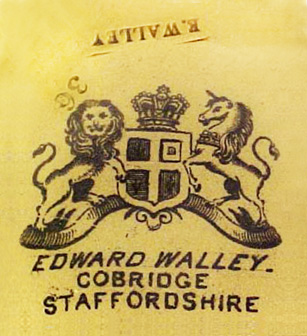 E. WALLEY
36
EDWARD WALLEY.
COBRIDGE
STAFFORDSHIRE